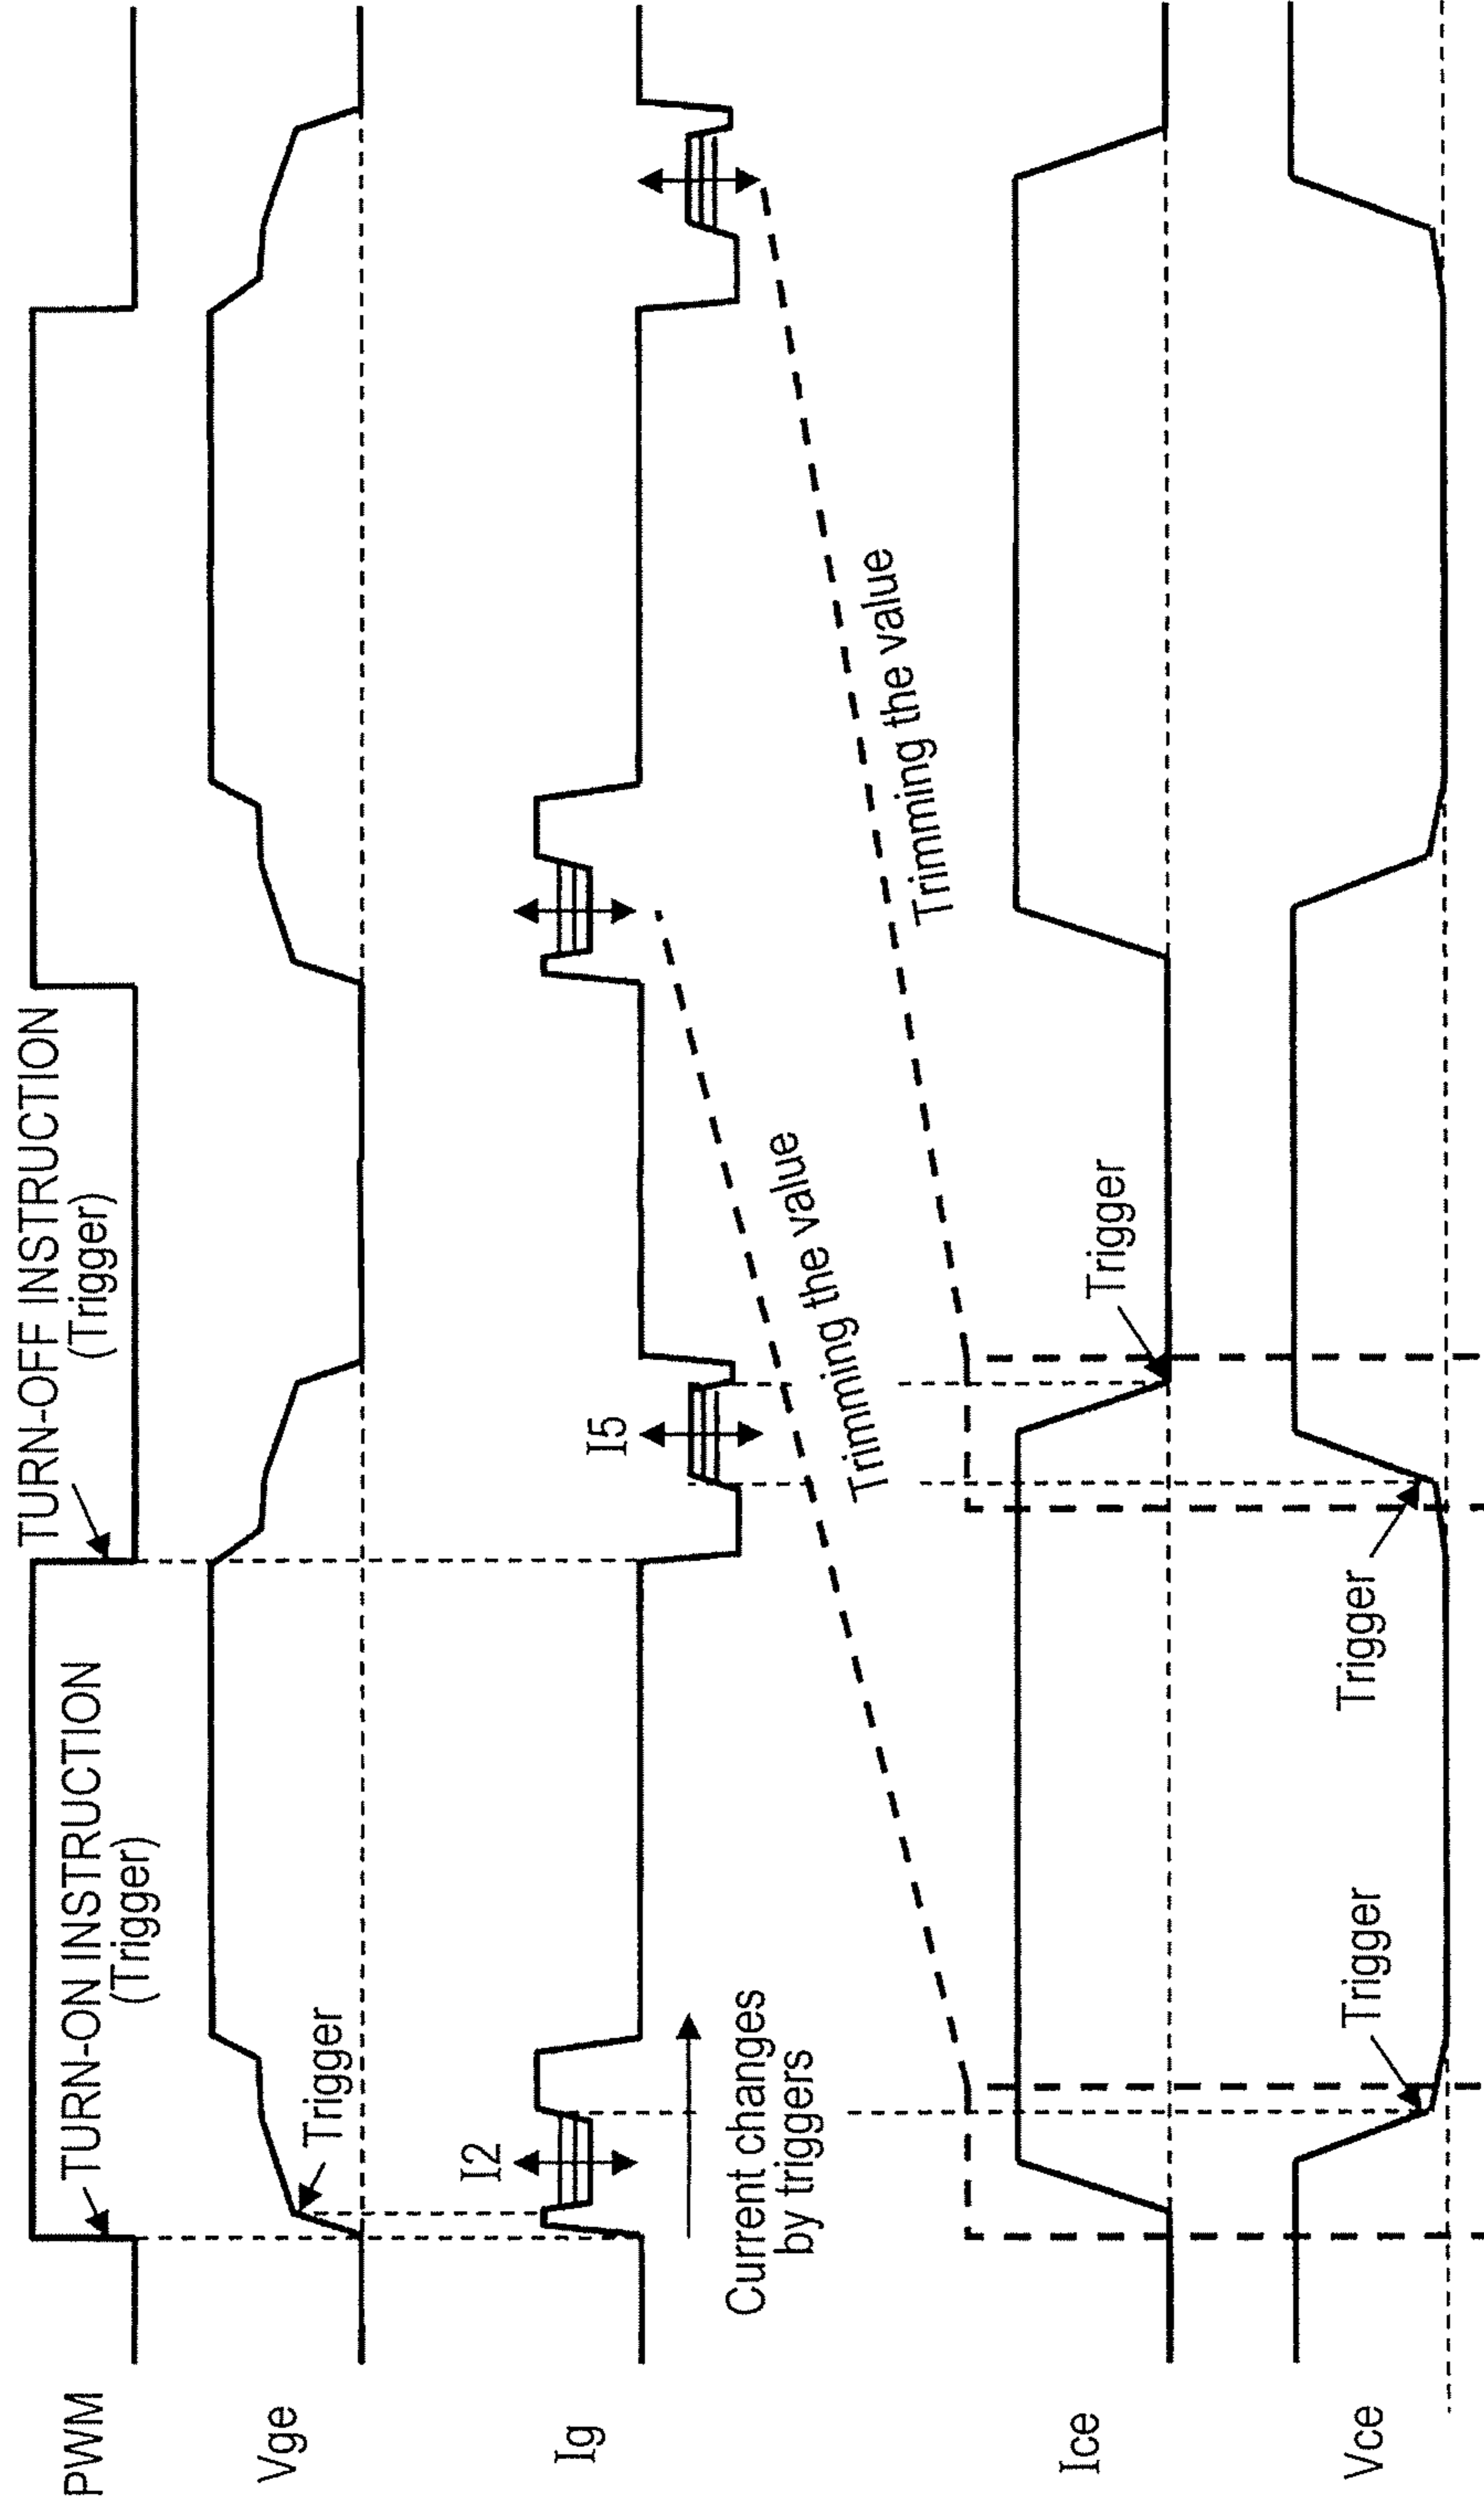 PWM
TURN-ON INSTRUCTION
(Trigger)
TURN-OFF INSTRUCTION
(Trigger)
Vge
Trigger
Ig
I2
I5
Current changes
by triggers
Trimming the value
Trimming the value
Ice
Trigger
Vce
Trigger
Trigger